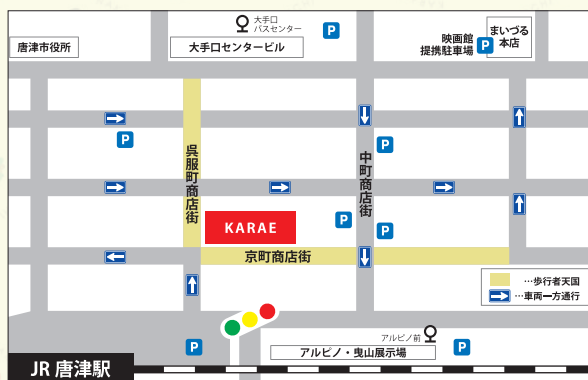 大手口
バスセンター
P
唐津市役所
大手口センタービル
映画館
提携駐車場
P
まいづる
本店
P
P
呉服町商店街
中町商店街
KARAE
P
P
京町商店街
…歩行者天国
…車両一方通行
アルピノ前
P
アルピノ・曳山展示場
P
JR 唐津駅